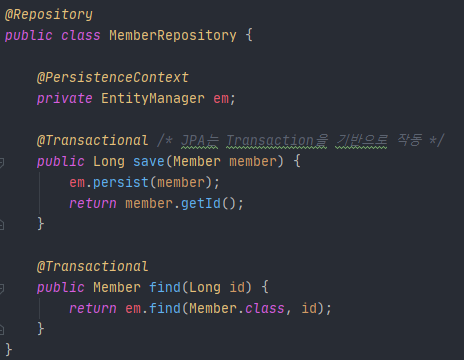 @Repository
public class MemberRepository {
@PersistenceContext
private EntityManager em;
@Transactional /* JPA는 Transaction을 기반으로 작동 */
public Long save(Member member) {
em.persist(member);
return member.getId();
}
@Transactional
public Member find(Long id) {
return em.find(Member.class, id);
}
}